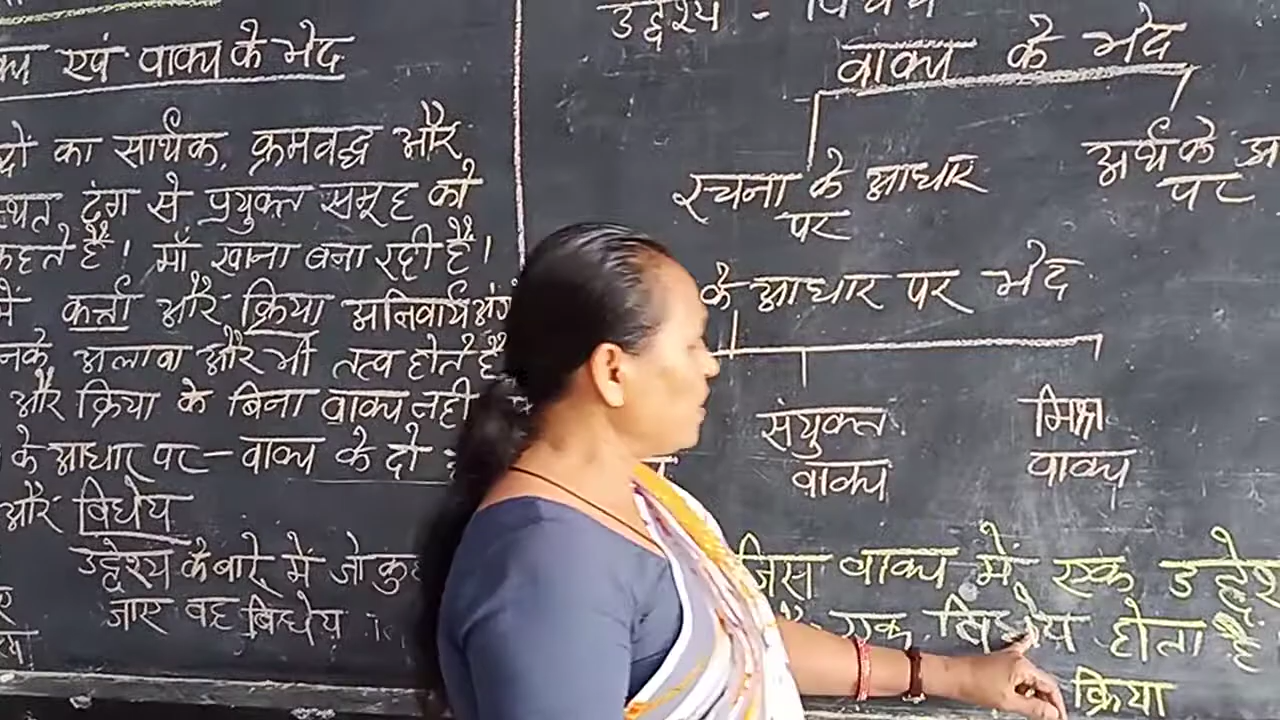 एवं वाक्य के भेद
का सार्थक, क्रमवद्ध और
ढंग से प्रयुक्त समूह को
कहते हैं। माँ खाना बना रही है।
में कर्त्ता और क्रिया अनिवार्य अंग
अलावा और भी तत्व होते हैं
और क्रिया के बिना वाक्य नही
के आधार पर - वाक्य के दो
और विधेय
उद्देश्य के बारे में जो कुछ
जाए वह विधेय
उद्देश्य - विधेय
वाक्य के भेद
रचना के आधार
पर
अर्थ के
पर
के आधार पर भेद
संयुक्त
वाक्य
मिश्र
वाक्य
जिस वाक्य में एक उद्देश्य
एक विधेय होता है
क्रिया